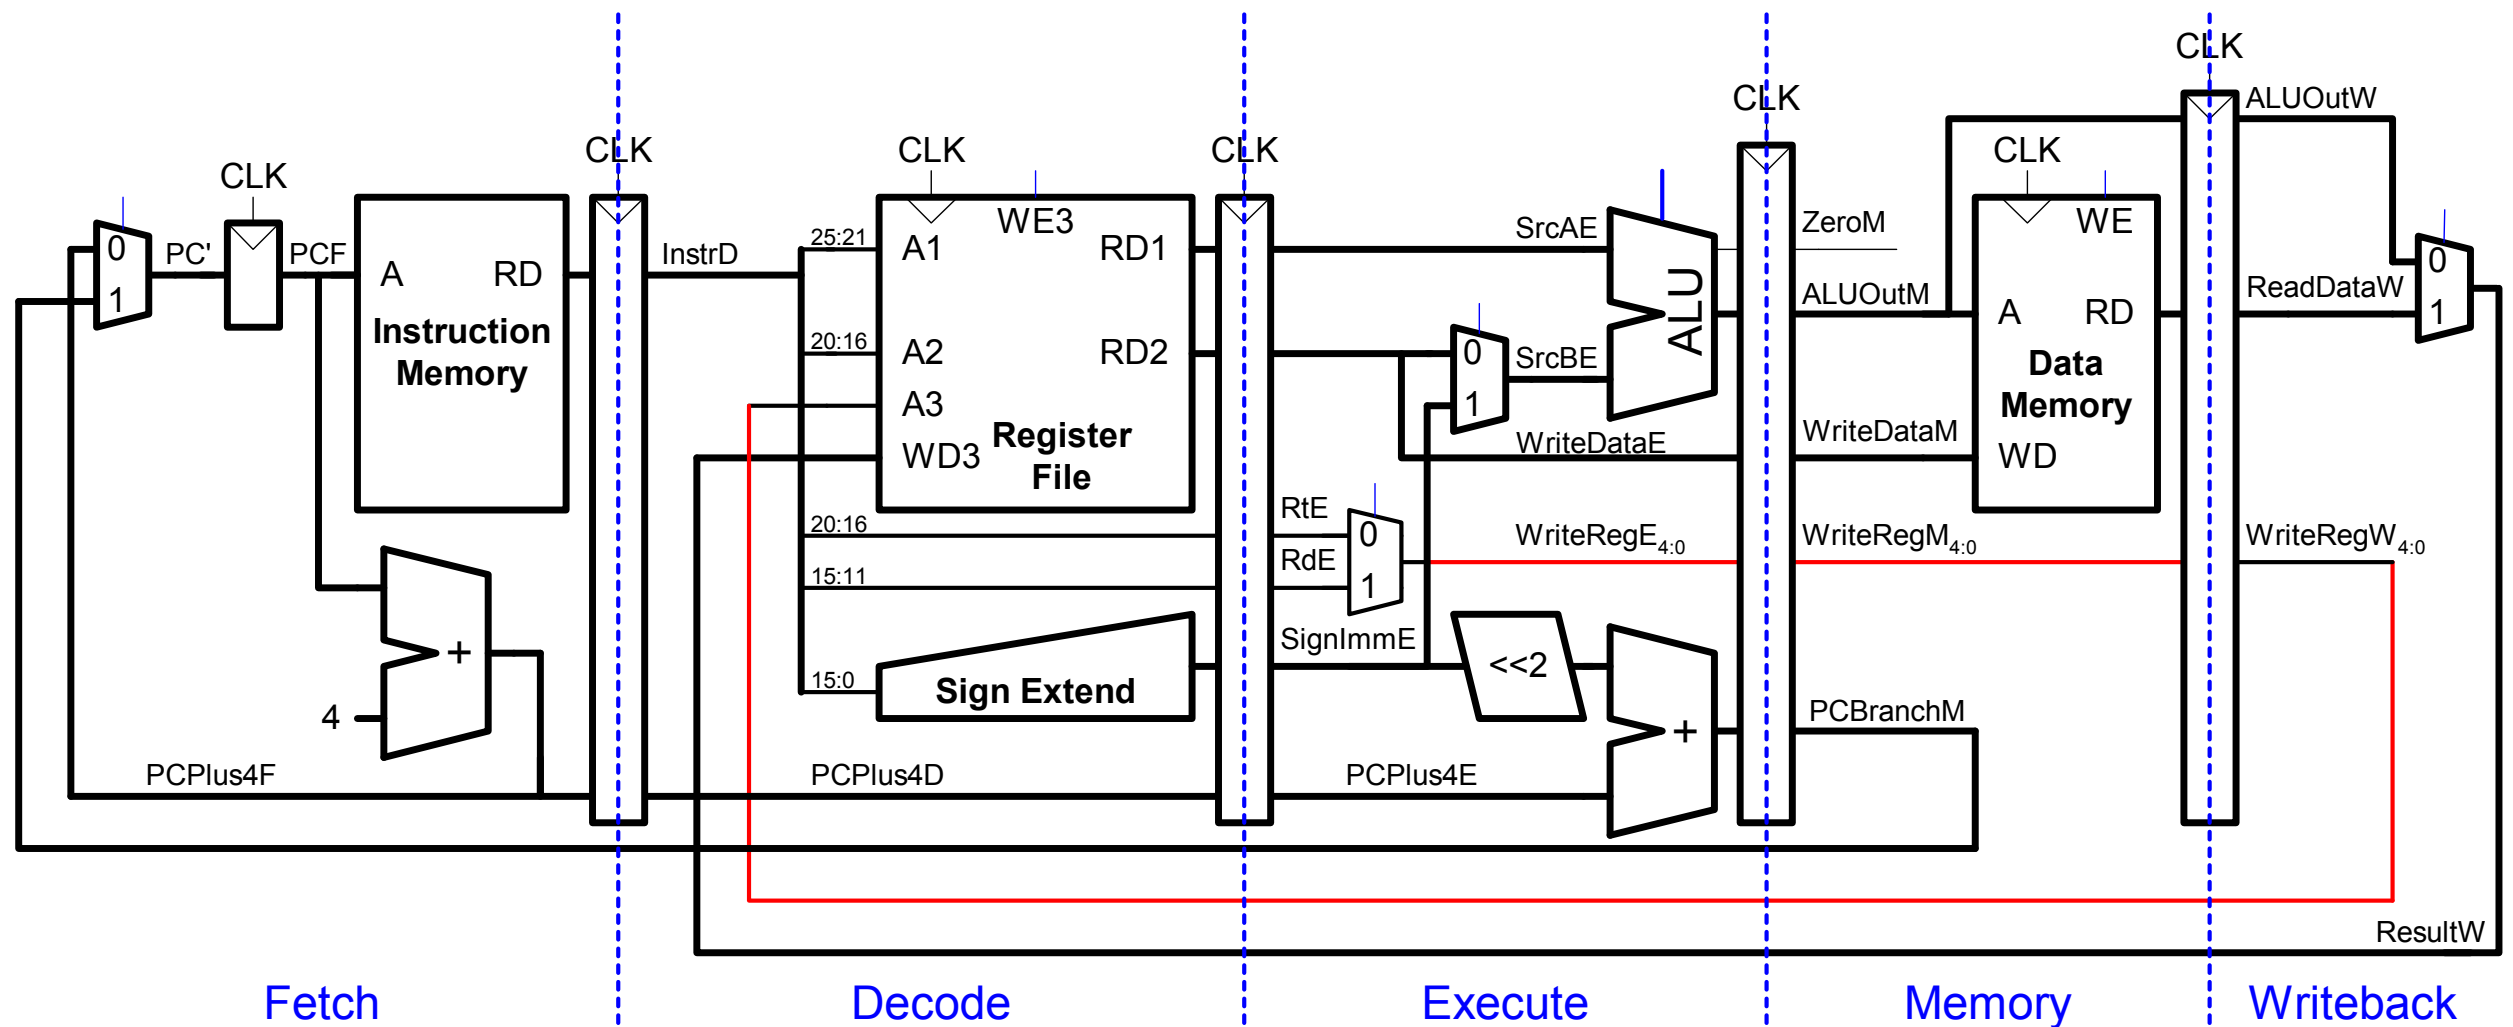 CLK
ALUOutW
CLK
CLK
CLK
CLK
CLK
CLK
CLK
0
1
PC'
PCF
A
RD
Instruction
Memory
InstrD
25:21
20:16
A1
A2
A3
WD3
WE3
RD1
RD2
Register
File
SrcAE
0
1
SrcBE
ALU
ZeroM
ALUOutM
WE
A
RD
Data
Memory
WD
ReadDataW
0
1
WriteDataE
WriteDataM
20:16
15:11
RtE
RdE
0
1
WriteRegE4:0
WriteRegM4:0
WriteRegW4:0
+
4
15:0
Sign Extend
SignImmE
<<2
+
PCBranchM
PCPlus4F
PCPlus4D
PCPlus4E
ResultW
Fetch
Decode
Execute
Memory
Writeback